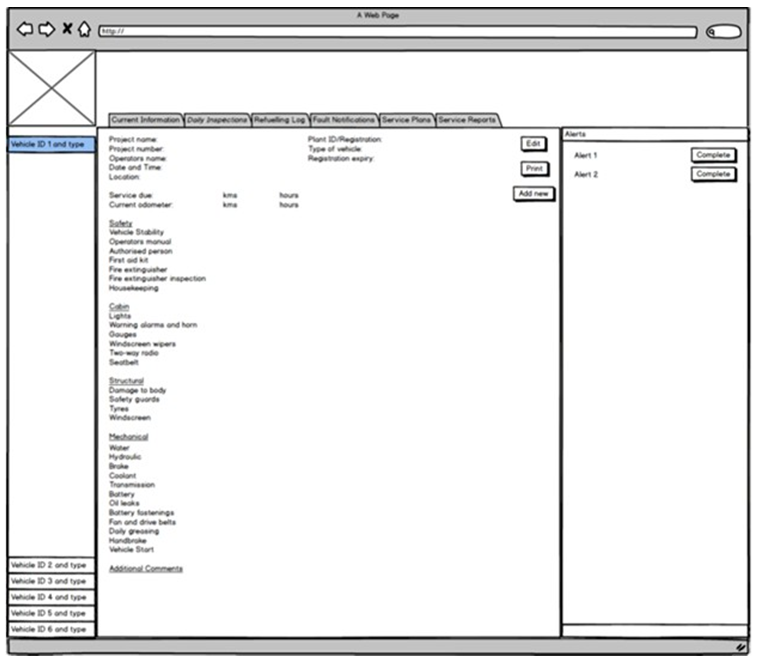 A Web Page
http://
Current Information Daily Inspections Refuelling Log Fault Notifications Service Plans Service Reports
Vehicle ID 1 and type
Project name:
Project number:
Operators name:
Date and Time:
Location:
Plant ID/Registration:
Type of vehicle:
Registration expiry:
Edit
Print
Add new
Service due: kms hours
Current odometer: kms hours
Safety
Vehicle Stability
Operators manual
Authorised person
First aid kit
Fire extinguisher
Fire extinguisher inspection
Housekeeping
Cabin
Lights
Warning alarms and horn
Gauges
Windscreen wipers
Two-way radio
Seatbelt
Structural
Damage to body
Safety guards
Tyres
Windscreen
Mechanical
Water
Hydraulic
Brake
Coolant
Transmission
Battery
Oil leaks
Battery fastenings
Fan and drive belts
Daily greasing
Handbrake
Vehicle Start
Additional Comments
Alerts
Alert 1 Complete
Alert 2 Complete
Vehicle ID 2 and type
Vehicle ID 3 and type
Vehicle ID 4 and type
Vehicle ID 5 and type
Vehicle ID 6 and type